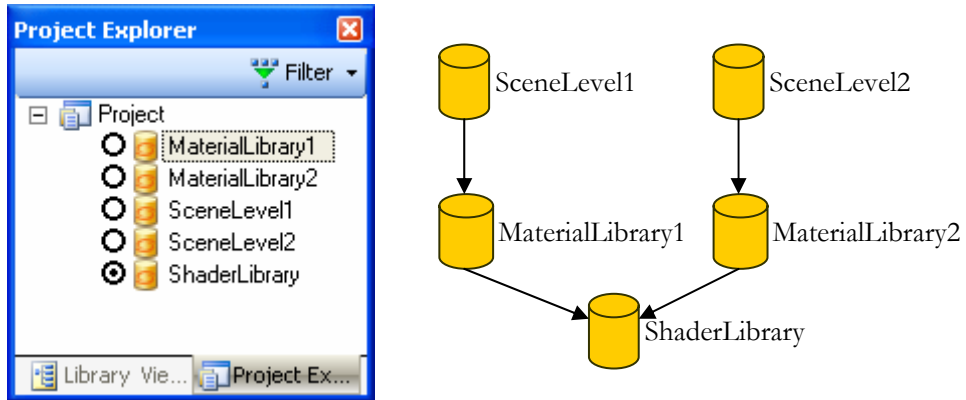 Project Explorer
Filter
Project
MaterialLibrary1
MaterialLibrary2
SceneLevel1
SceneLevel2
ShaderLibrary
Library Vie...
Project Ex...
SceneLevel1
SceneLevel2
MaterialLibrary1
MaterialLibrary2
ShaderLibrary